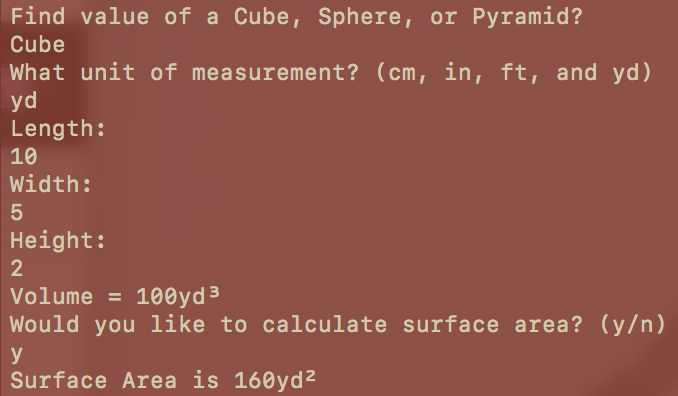 Find value of a Cube, Sphere, or Pyramid?
Cube
What unit of measurement? (cm, in, ft, and yd)
yd
Length:
10
Width:
5
Height:
2
Volume = 100yd³
Would you like to calculate surface area? (y/n)
y
Surface Area is 160yd²